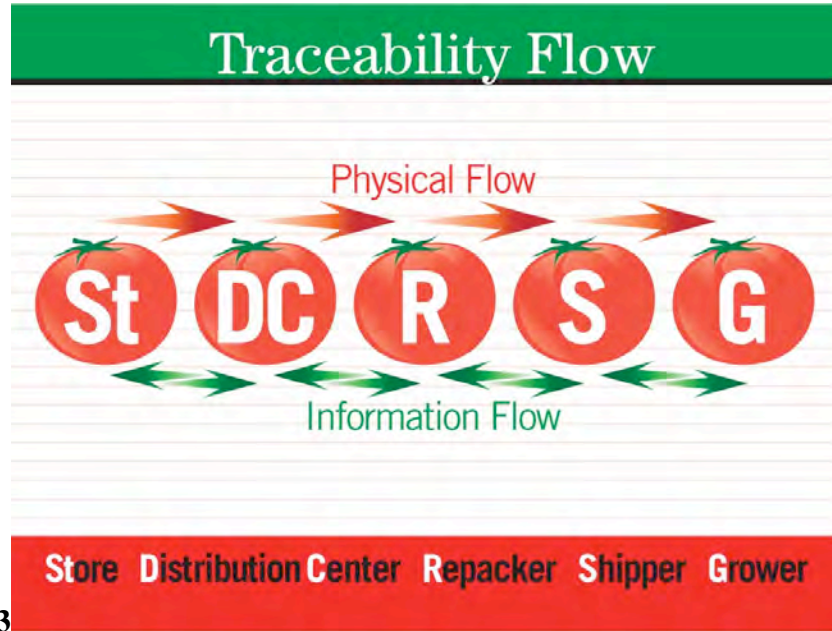 Traceability Flow
Physical Flow
St DC R S G
Information Flow
Store Distribution Center Repacker Shipper Grower
3